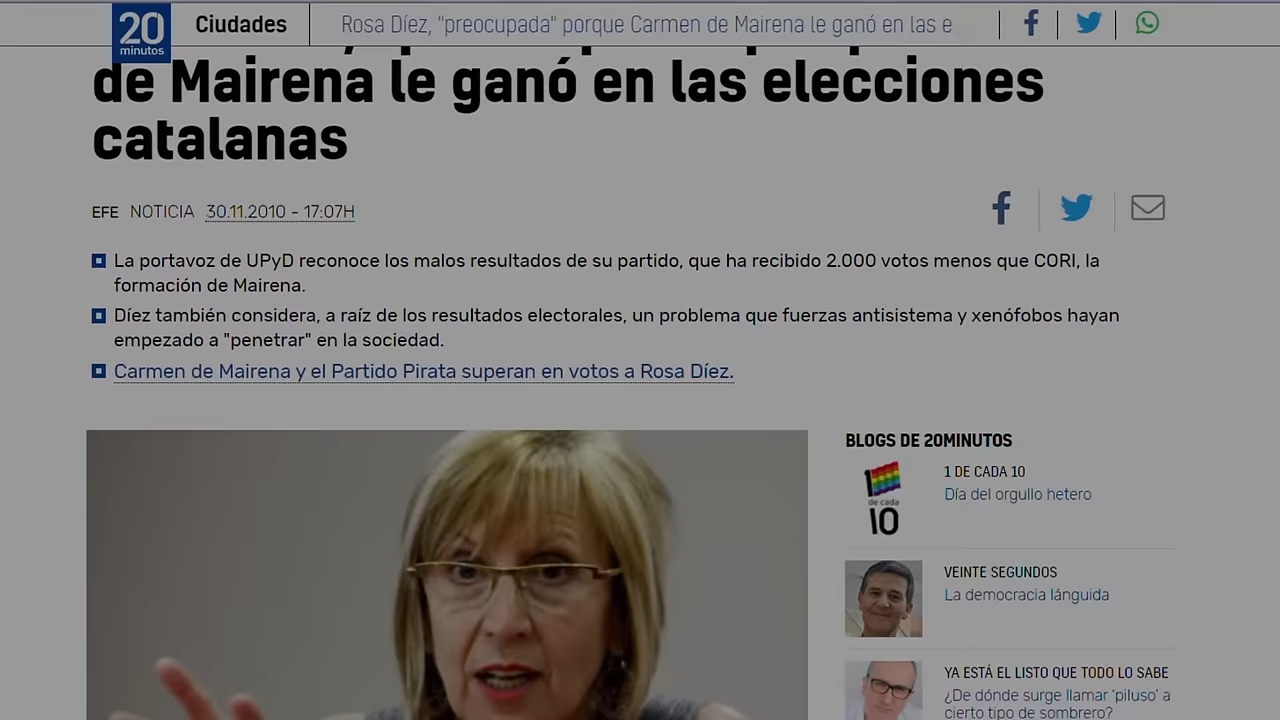 20
minutos
Ciudades
Rosa Díez, "preocupada" porque Carmen de Mairena le ganó en las e...
de Mairena le ganó en las elecciones
catalanas
EFE NOTICIA 30.11.2010 - 17:07H
La portavoz de UPyD reconoce los malos resultados de su partido, que ha recibido 2.000 votos menos que CORI, la
formación de Mairena.
Díez también considera, a raíz de los resultados electorales, un problema que fuerzas antisistema y xenófobos hayan
empezado a "penetrar" en la sociedad.
Carmen de Mairena y el Partido Pirata superan en votos a Rosa Díez.
BLOGS DE 20MINUTOS
1
de cada
10
1 DE CADA 10
Día del orgullo hetero
VEINTE SEGUNDOS
La democracia lánguida
YA ESTÁ EL LISTO QUE TODO LO SABE
¿De dónde surge llamar 'piluso' a
cierto tipo de sombrero?